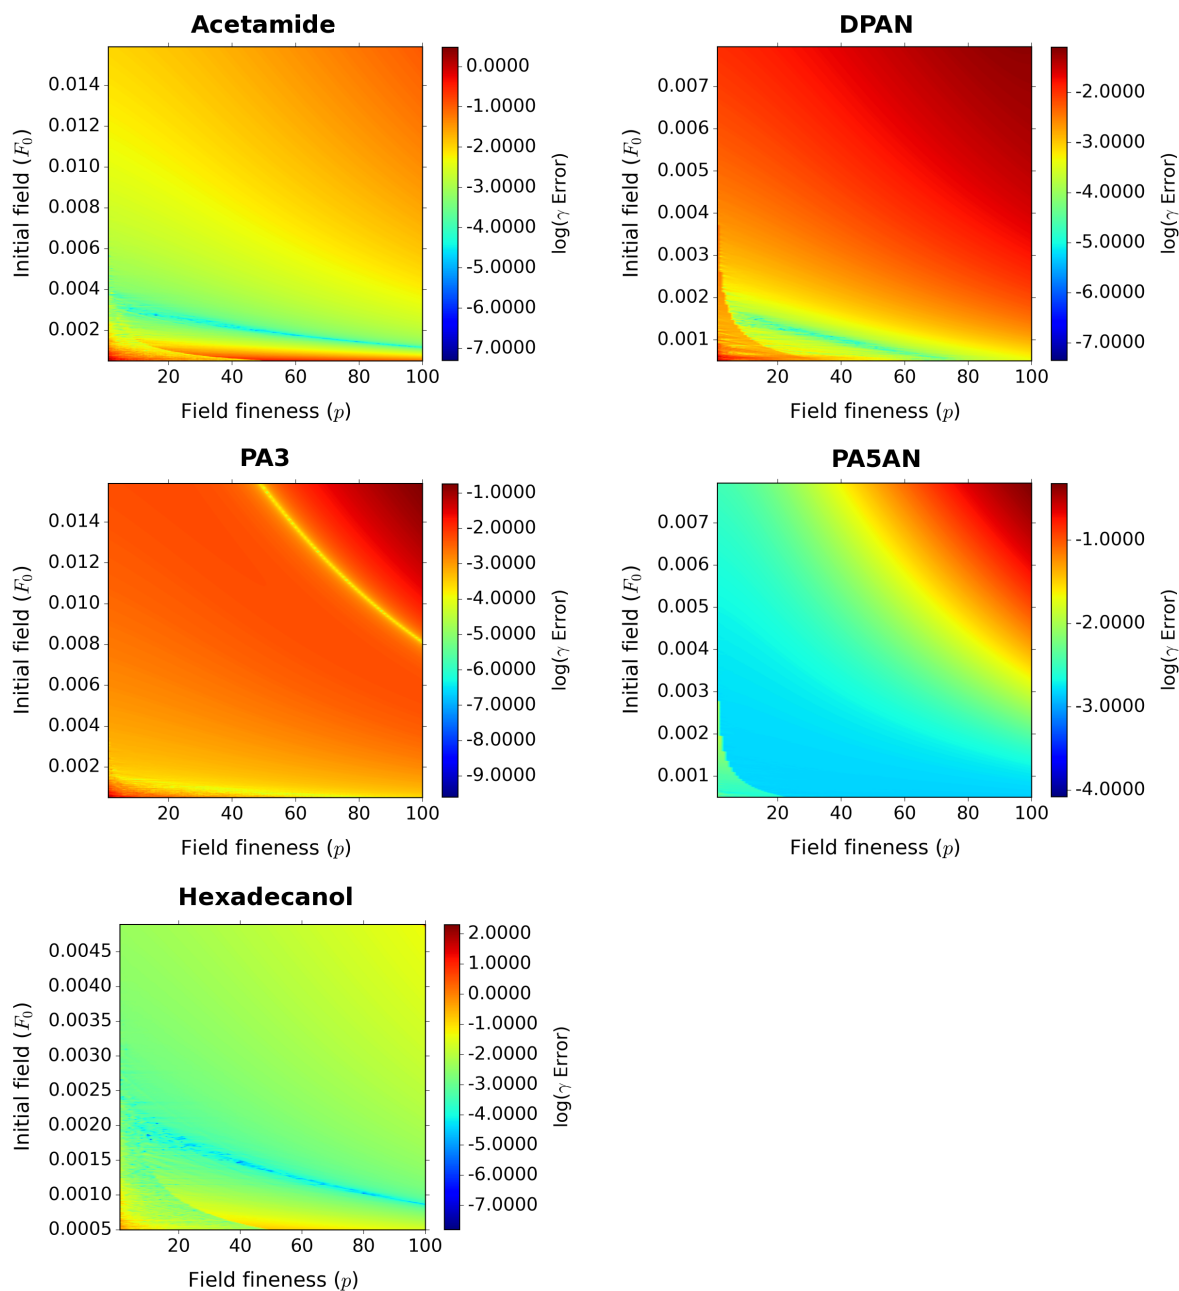 Acetamide
0.014
0.012
0.010
0.008
0.006
0.004
0.002
Initial field (F₀)
20 40 60 80 100
Field fineness (p)
0.0000
-1.0000
-2.0000
-3.0000
-4.0000
-5.0000
-6.0000
-7.0000
log(γ Error)
DPAN
0.007
0.006
0.005
0.004
0.003
0.002
0.001
Initial field (F₀)
20 40 60 80 100
Field fineness (p)
-2.0000
-3.0000
-4.0000
-5.0000
-6.0000
-7.0000
log(γ Error)
PA3
0.014
0.012
0.010
0.008
0.006
0.004
0.002
Initial field (F₀)
20 40 60 80 100
Field fineness (p)
-1.0000
-2.0000
-3.0000
-4.0000
-5.0000
-6.0000
-7.0000
-8.0000
-9.0000
log(γ Error)
PA5AN
0.007
0.006
0.005
0.004
0.003
0.002
0.001
Initial field (F₀)
20 40 60 80 100
Field fineness (p)
-1.0000
-2.0000
-3.0000
-4.0000
log(γ Error)
Hexadecanol
0.0045
0.0040
0.0035
0.0030
0.0025
0.0020
0.0015
0.0010
0.0005
Initial field (F₀)
20 40 60 80 100
Field fineness (p)
2.0000
1.0000
0.0000
-1.0000
-2.0000
-3.0000
-4.0000
-5.0000
-6.0000
-7.0000
log(γ Error)